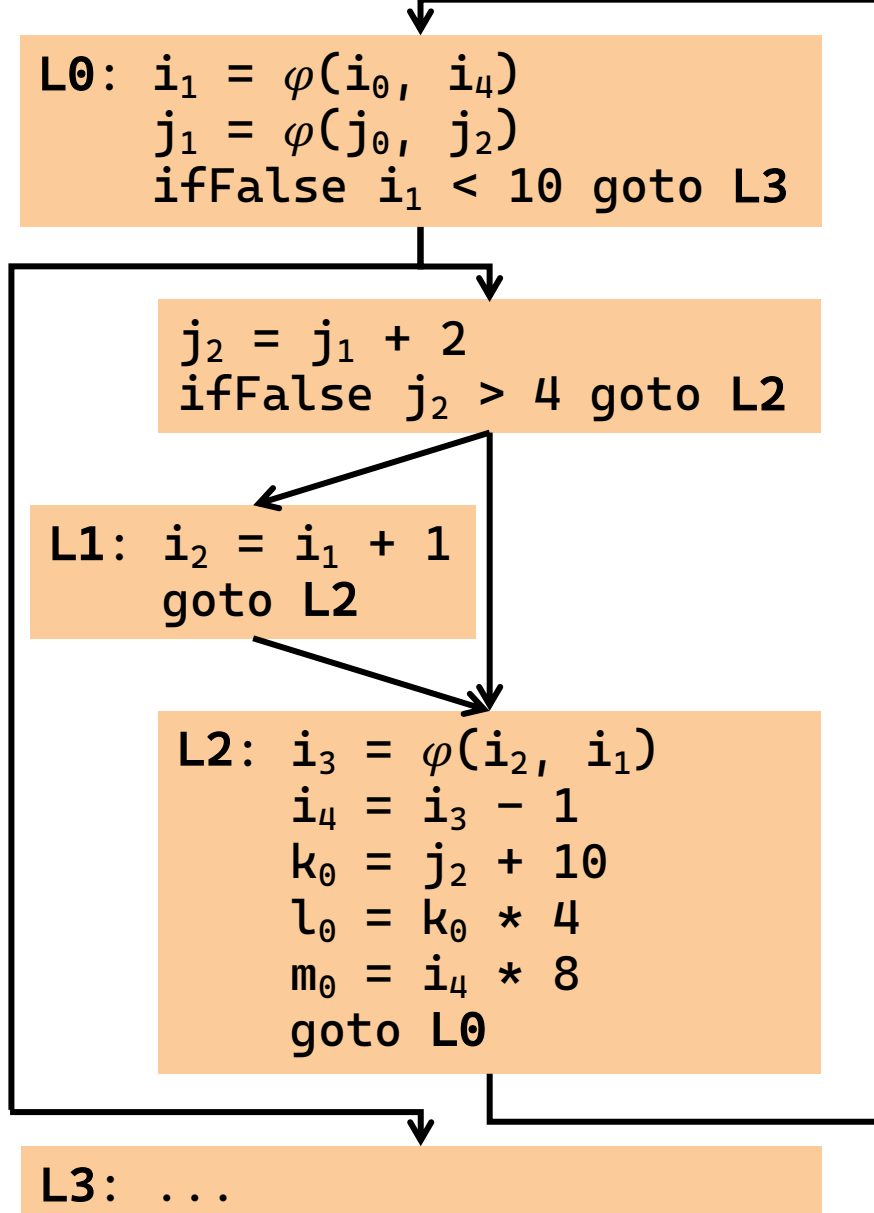 L0: i₁ = φ(i₀, i₄)
j₁ = φ(j₀, j₂)
ifFalse i₁ < 10 goto L3
j₂ = j₁ + 2
ifFalse j₂ > 4 goto L2
L1: i₂ = i₁ + 1
goto L2
L2: i₃ = φ(i₂, i₁)
i₄ = i₃ − 1
k₀ = j₂ + 10
l₀ = k₀ * 4
m₀ = i₄ * 8
goto L0
L3: ...